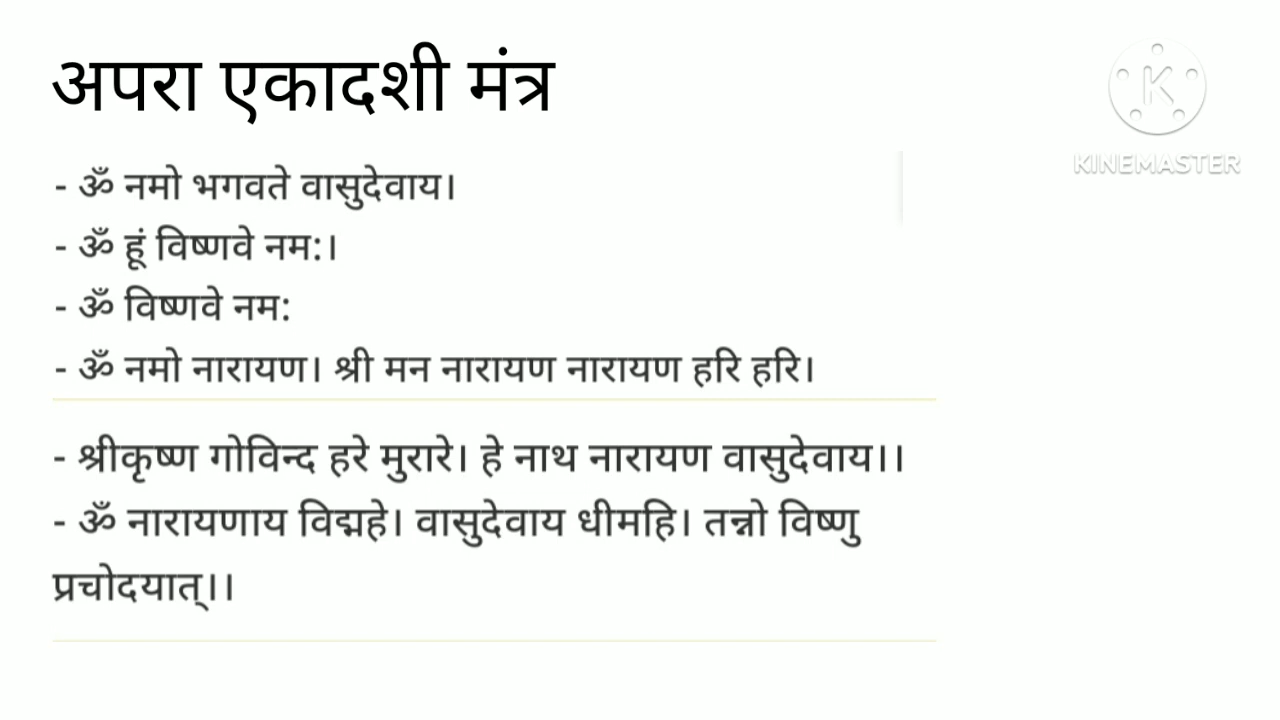 अपरा एकादशी मंत्र
KINEMASTER
- ॐ नमो भगवते वासुदेवाय।
- ॐ हूं विष्णवे नम:।
- ॐ विष्णवे नम:
- ॐ नमो नारायण। श्री मन नारायण नारायण हरि हरि।
- श्रीकृष्ण गोविन्द हरे मुरारे। हे नाथ नारायण वासुदेवाय।।
- ॐ नारायणाय विद्महे। वासुदेवाय धीमहि। तन्नो विष्णु
प्रचोदयात्।।